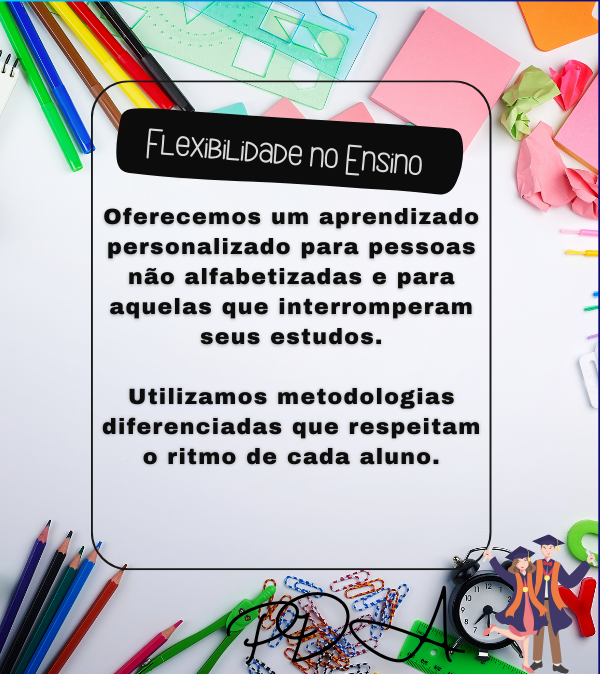 Flexibilidade no Ensino
Oferecemos um aprendizado
personalizado para pessoas
não alfabetizadas e para
aquelas que interromperam
seus estudos.
Utilizamos metodologias
diferenciadas que respeitam
o ritmo de cada aluno.
PDA